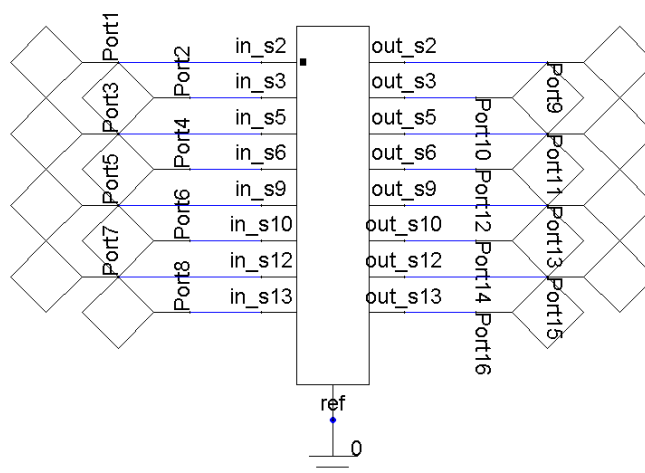 Port1
Port2
in_s2
out_s2
Port3
in_s3
out_s3
Port9
Port4
in_s5
out_s5
Port10
Port5
in_s6
out_s6
Port11
Port6
in_s9
out_s9
Port12
Port7
in_s10
out_s10
Port13
Port8
in_s12
out_s12
Port14
in_s13
out_s13
Port15
Port16
ref
0